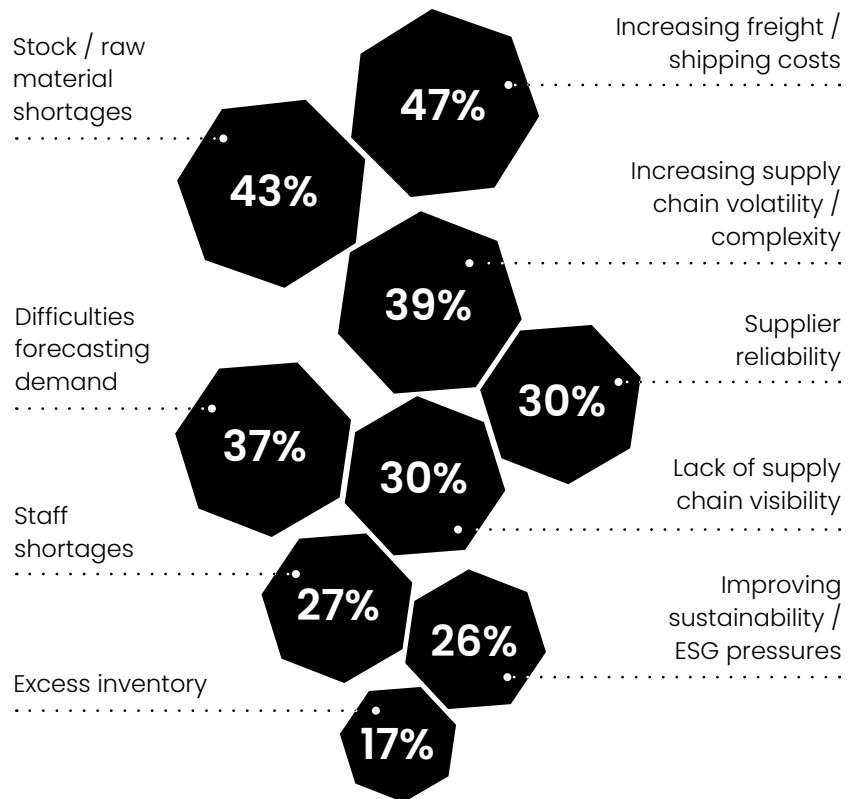 Increasing freight /
shipping costs
47%
Stock / raw
material
shortages
43%
Increasing supply
chain volatility /
complexity
39%
Supplier
reliability
30%
Difficulties
forecasting
demand
37%
Lack of supply
chain visibility
30%
Staff
shortages
27%
Improving
sustainability /
ESG pressures
26%
Excess inventory
17%